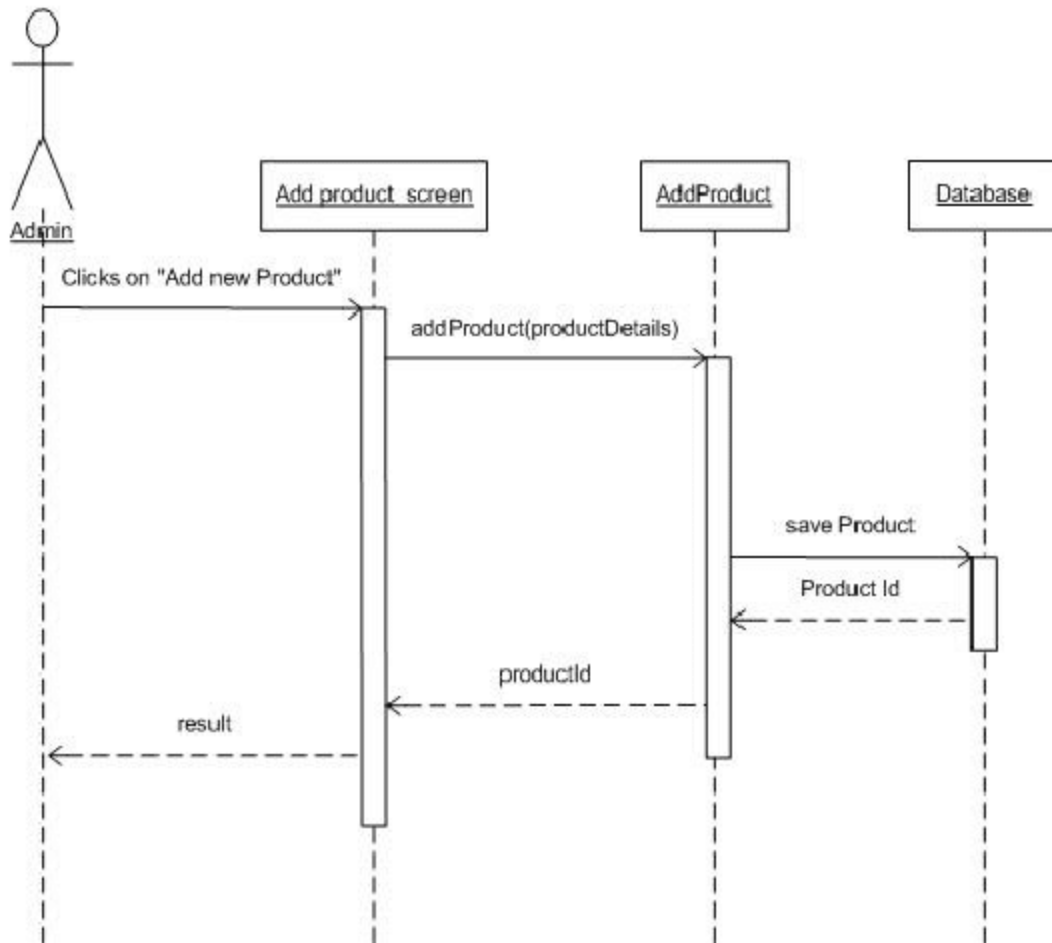 Add product screen
AddProduct
Database
Admin
Clicks on "Add new Product"
addProduct(productDetails)
save Product
Product Id
productId
result